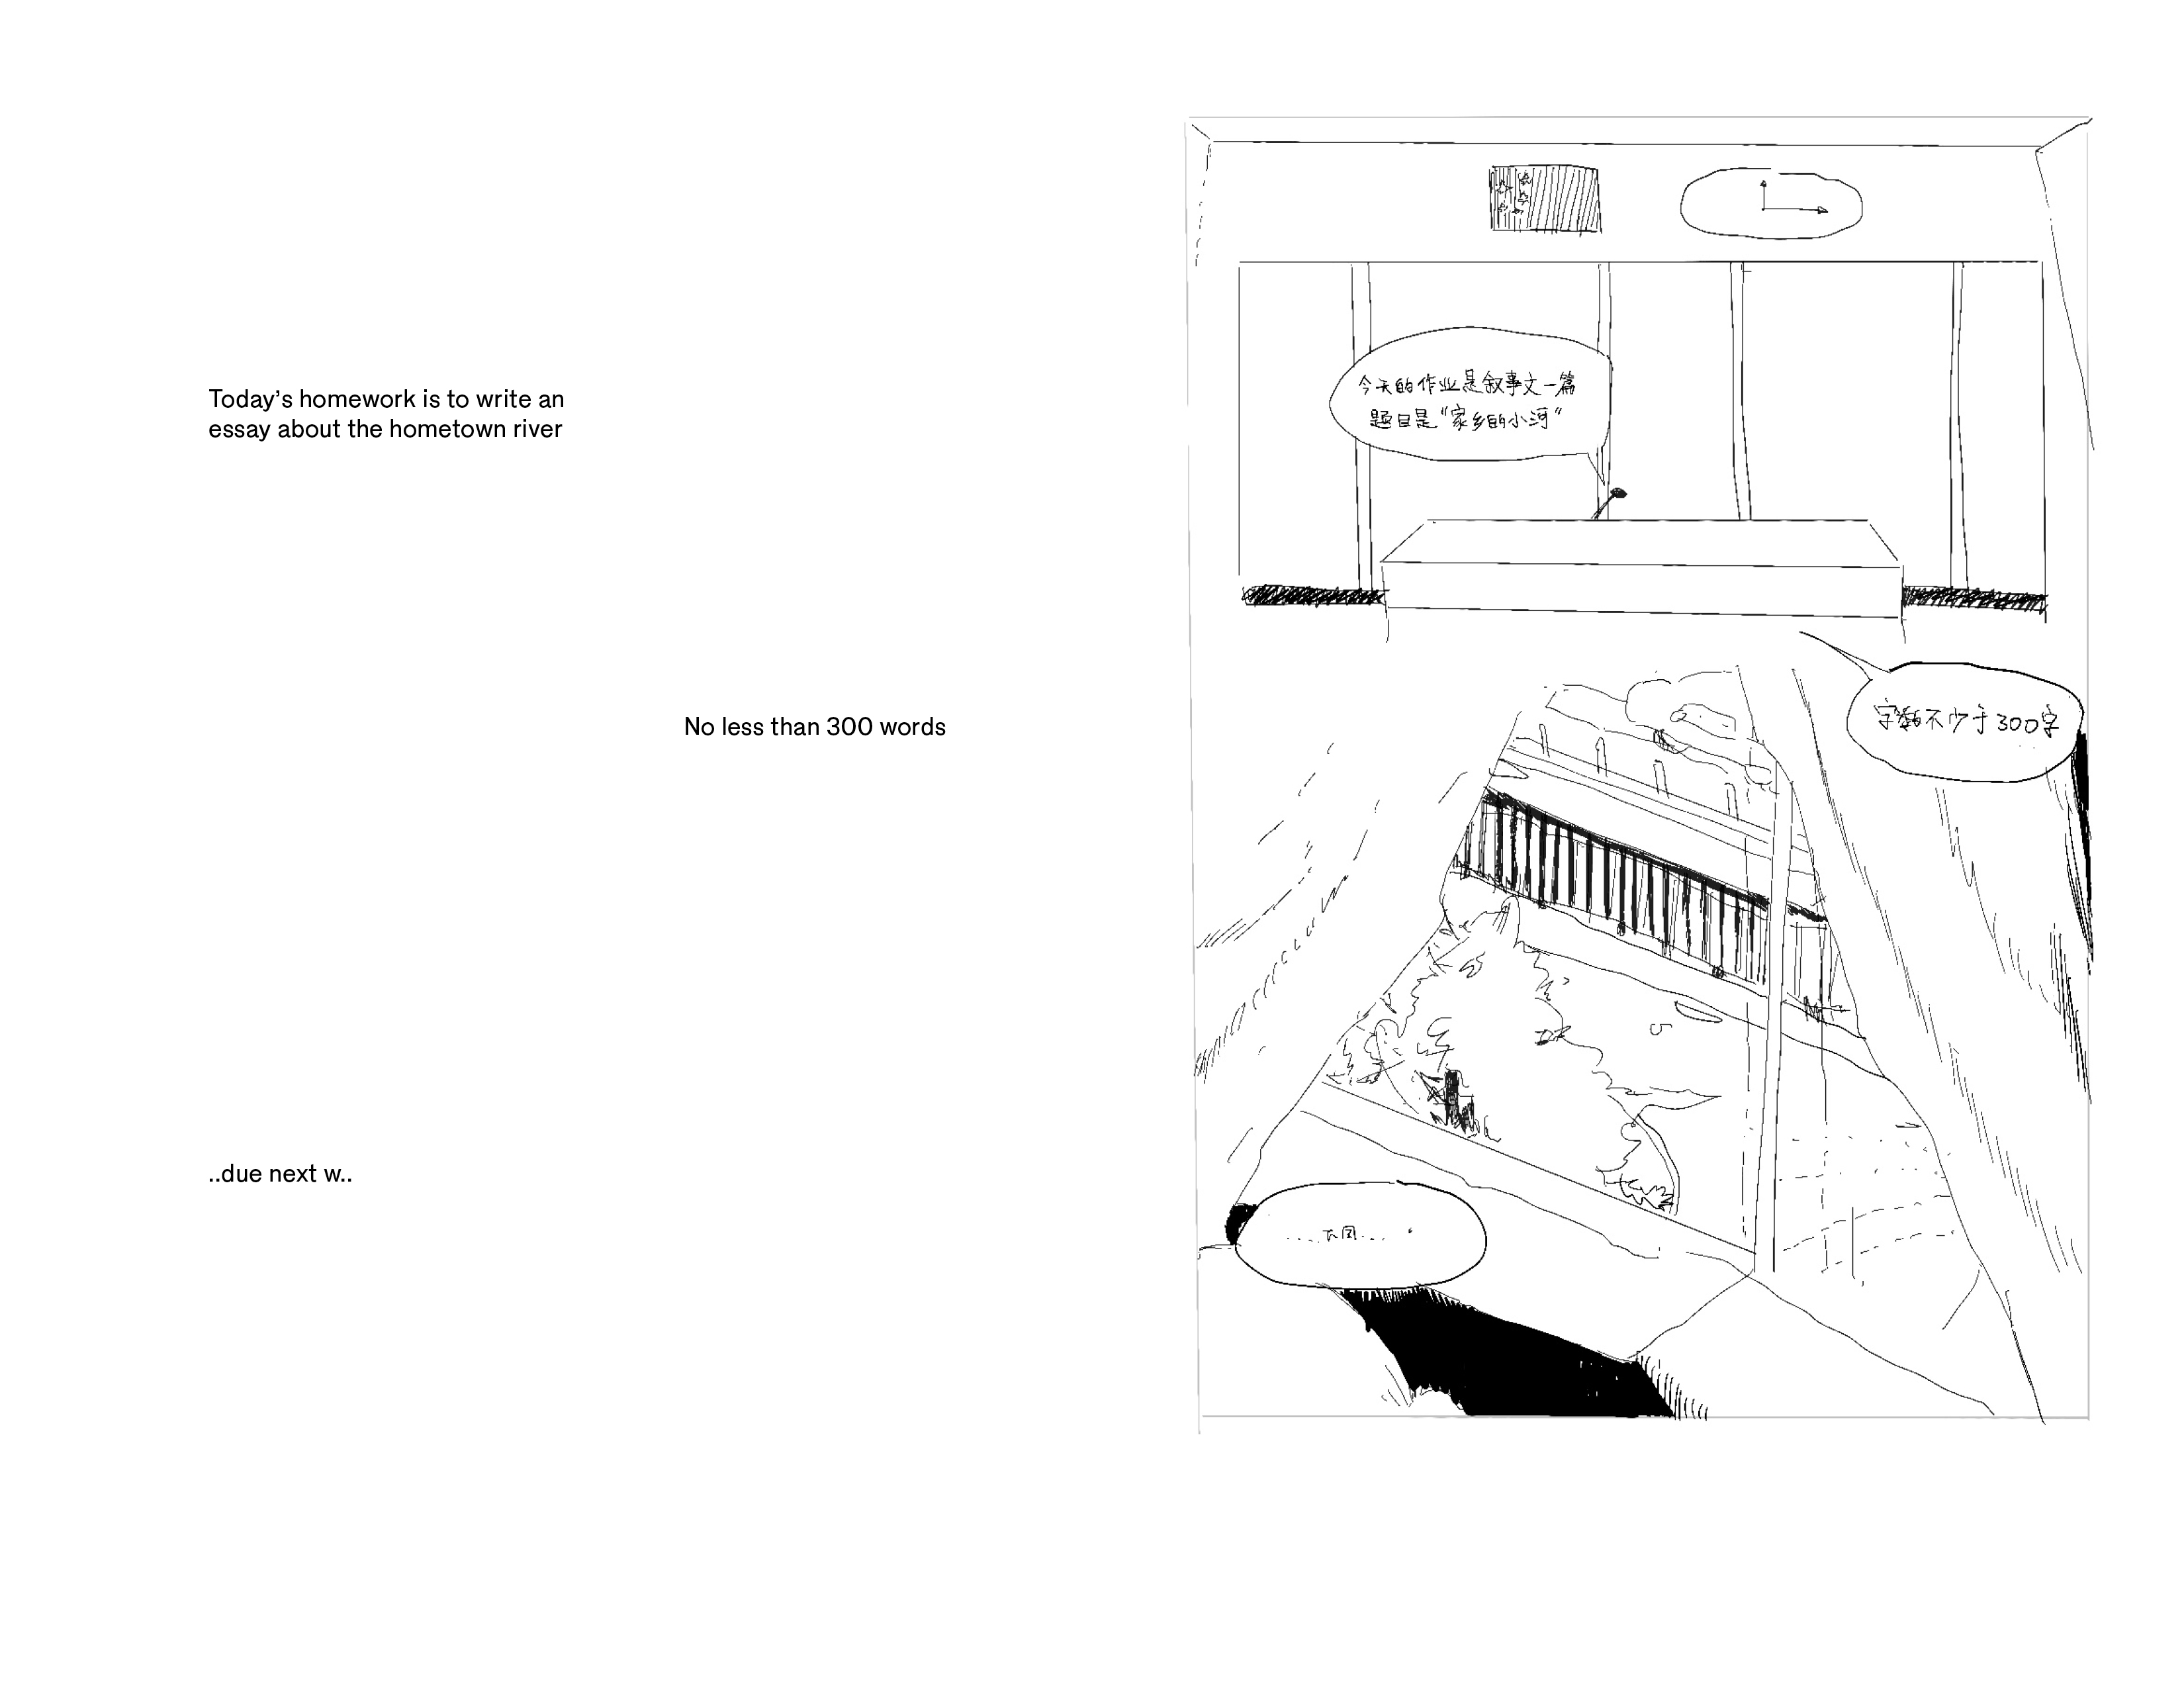 Today's homework is to write an
essay about the hometown river
No less than 300 words
..due next w..
今天的作业是叙事文一篇
题目是“家乡的小河”
字数不少于300字